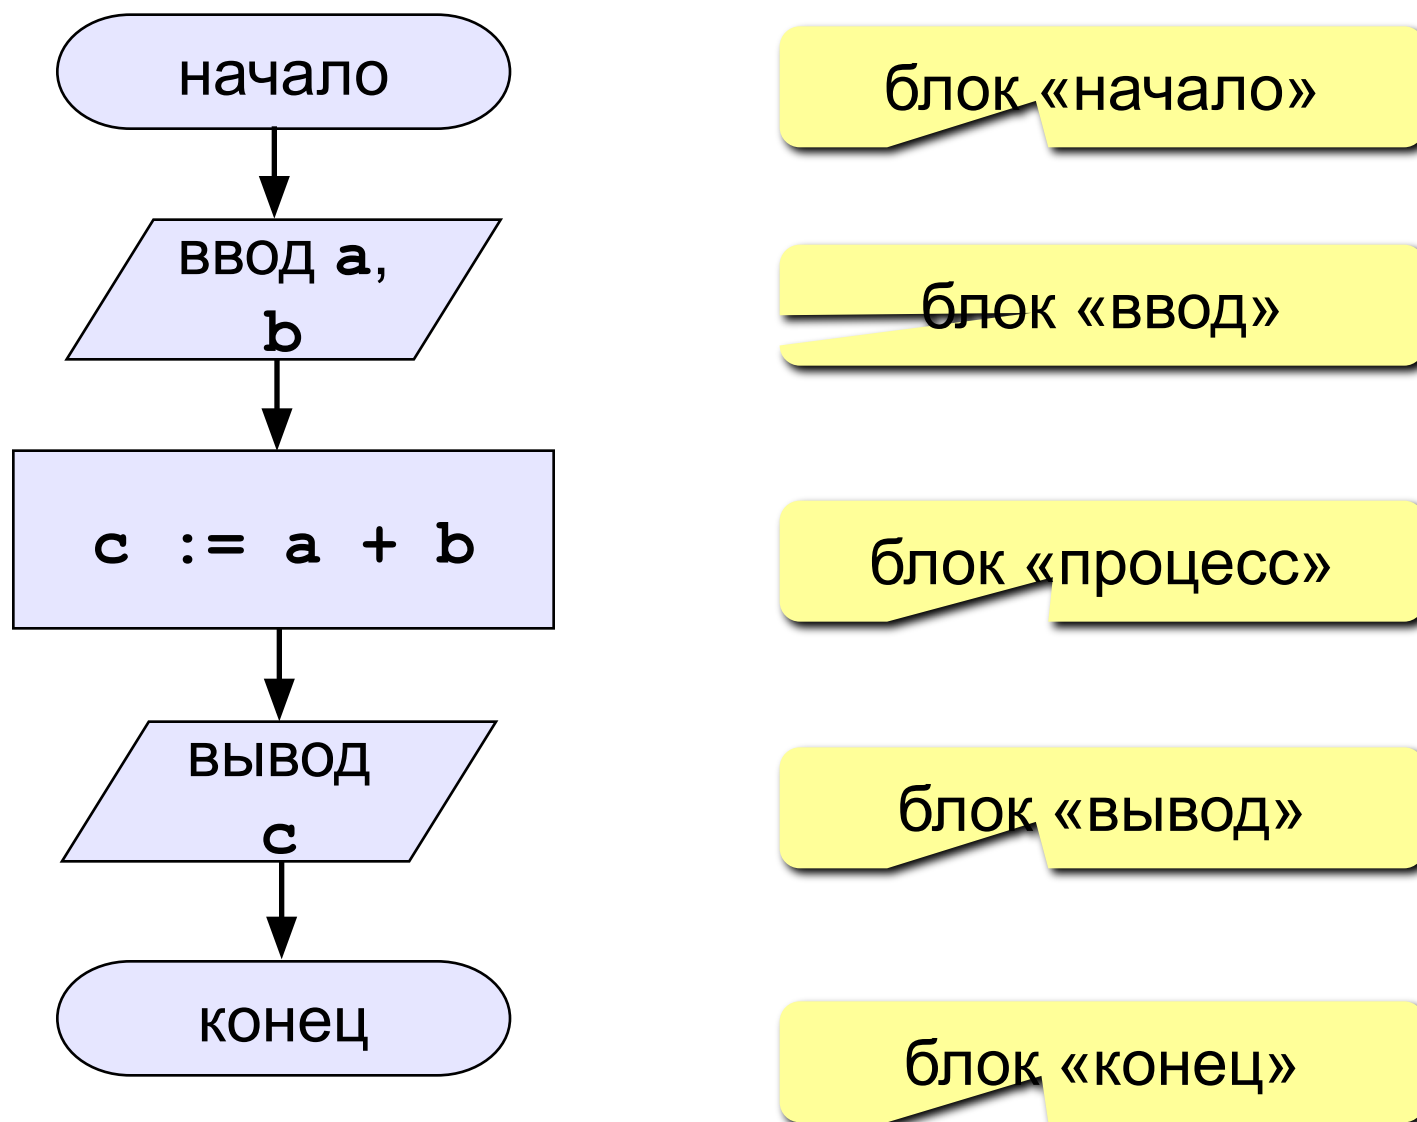 начало
блок «начало»
ввод a,
b
блок «ввод»
c := a + b
блок «процесс»
вывод
c
блок «вывод»
конец
блок «конец»